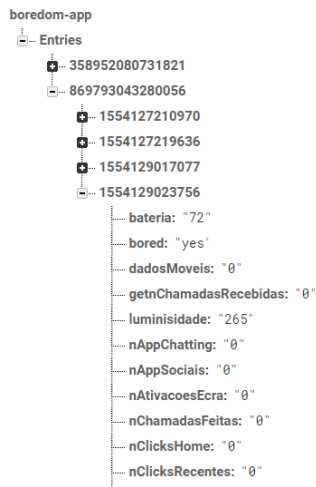 boredom-app
Entries
358952080731821
869793043280056
1554127210970
1554127219636
1554129017077
1554129023756
bateria: "72"
bored: "yes"
dadosMoveis: "0"
getnChamadasRecebidas: "0"
luminisidade: "265"
nAppChatting: "0"
nAppSociais: "0"
nAtivacoesEcra: "0"
nChamadasFeitas: "0"
nClicksHome: "0"
nClicksRecentes: "0"